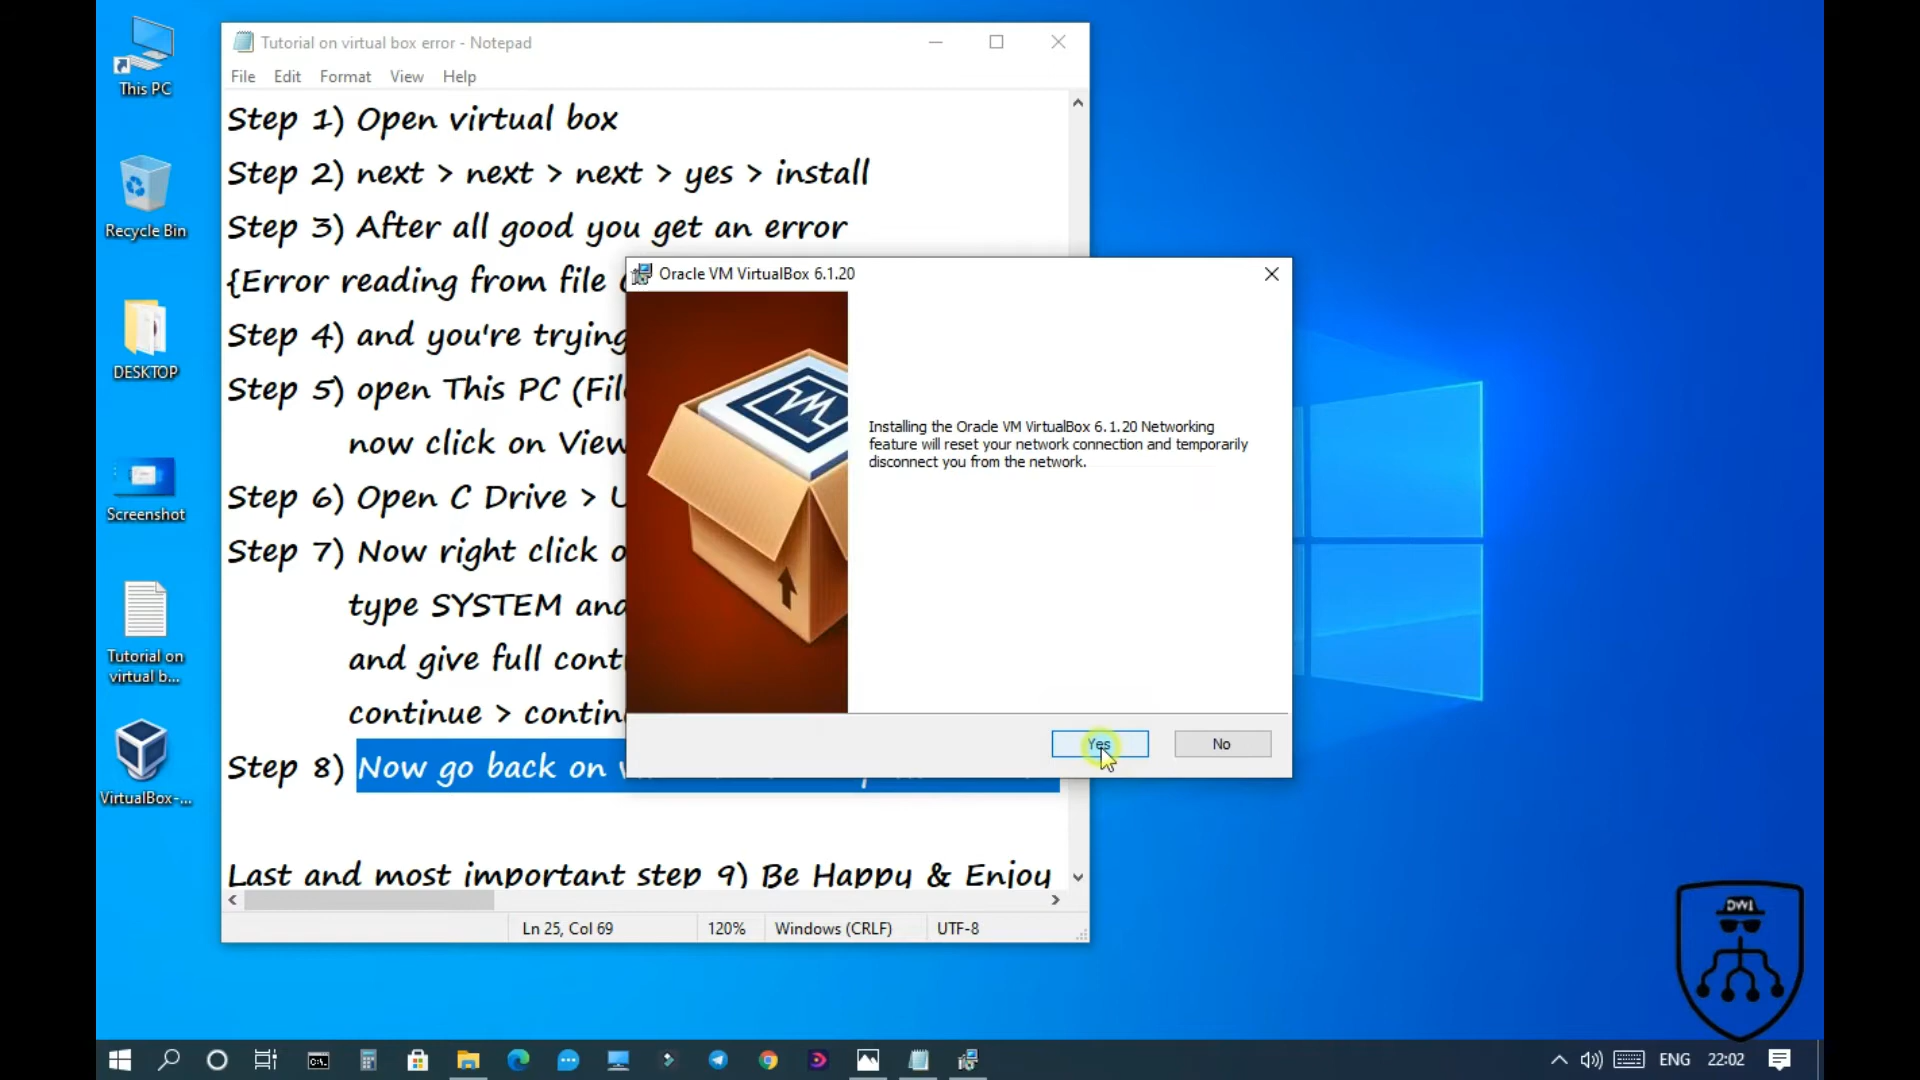 This PC
Recycle Bin
DESKTOP
Screenshot
Tutorial on
virtual b...
VirtualBox-...
Tutorial on virtual box error - Notepad
File Edit Format View Help
Step 1) Open virtual box
Step 2) next > next > next > yes > install
Step 3) After all good you get an error
{Error reading from file
Step 4) and you're trying
Step 5) open This PC (File
now click on View
Step 6) Open C Drive >
Step 7) Now right click
type SYSTEM and
and give full
continue >
Step 8) Now go back on
Last and most important step 9) Be Happy & Enjoy
Ln 25, Col 69 120% Windows (CRLF) UTF-8
Oracle VM VirtualBox 6.1.20
Installing the Oracle VM VirtualBox 6.1.20 Networking
feature will reset your network connection and temporarily
disconnect you from the network.
Yes No
DWI
ENG 22:02